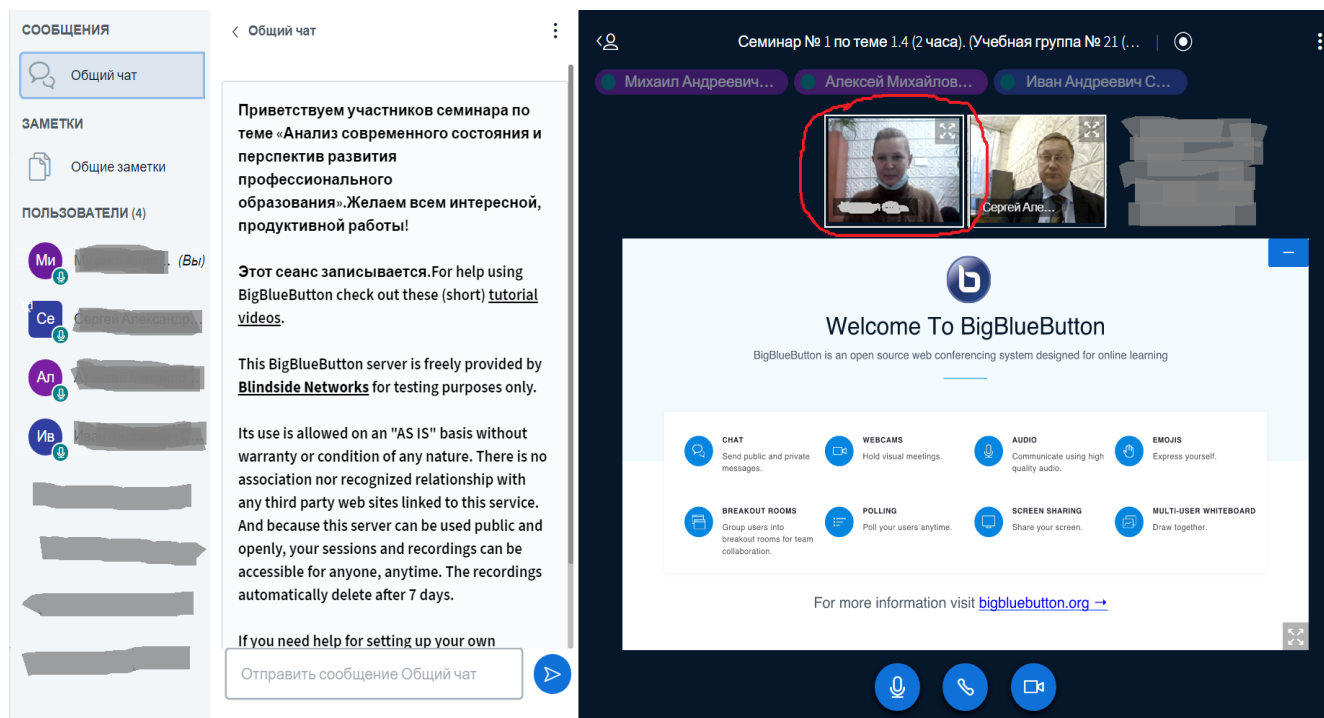 СООБЩЕНИЯ
Общий чат
ЗАМЕТКИ
Общие заметки
ПОЛЬЗОВАТЕЛИ (4)
Ми (Вы)
Се Сергей Александр...
Ал
Ив
Общий чат
Приветствуем участников семинара по
теме «Анализ современного состояния и
перспектив развития
профессионального
образования».Желаем всем интересной,
продуктивной работы!
Этот сеанс записывается.For help using
BigBlueButton check out these (short) tutorial
videos.
This BigBlueButton server is freely provided by
Blindside Networks for testing purposes only.
Its use is allowed on an "AS IS" basis without
warranty or condition of any nature. There is no
association nor recognized relationship with
any third party web sites linked to this service.
And because this server can be used public and
openly, your sessions and recordings can be
accessible for anyone, anytime. The recordings
automatically delete after 7 days.
If you need help for setting up your own
Отправить сообщение Общий чат
Семинар № 1 по теме 1.4 (2 часа). (Учебная группа № 21 (...
Михаил Андреевич... Алексей Михайлов... Иван Андреевич С...
Сергей Але...
Welcome To BigBlueButton
BigBlueButton is an open source web conferencing system designed for online learning
CHAT
Send public and private
messages.
WEBCAMS
Hold visual meetings.
AUDIO
Communicate using high
quality audio.
EMOJIS
Express yourself.
BREAKOUT ROOMS
Group users into
breakout rooms for team
collaboration.
POLLING
Poll your users anytime.
SCREEN SHARING
Share your screen.
MULTI-USER WHITEBOARD
Draw together.
For more information visit bigbluebutton.org →